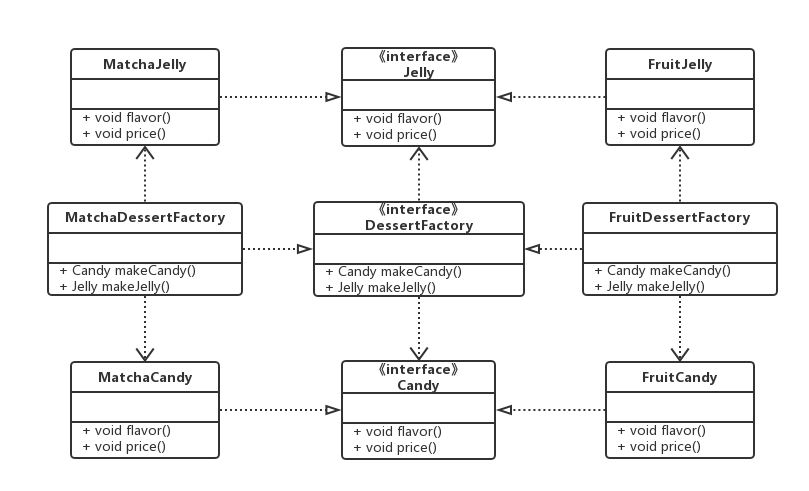 MatchaJelly
+ void flavor()
+ void price()
《interface》
Jelly
+ void flavor()
+ void price()
FruitJelly
+ void flavor()
+ void price()
MatchaDessertFactory
+ Candy makeCandy()
+ Jelly makeJelly()
《interface》
DessertFactory
+ Candy makeCandy()
+ Jelly makeJelly()
FruitDessertFactory
+ Candy makeCandy()
+ Jelly makeJelly()
MatchaCandy
+ void flavor()
+ void price()
《interface》
Candy
+ void flavor()
+ void price()
FruitCandy
+ void flavor()
+ void price()